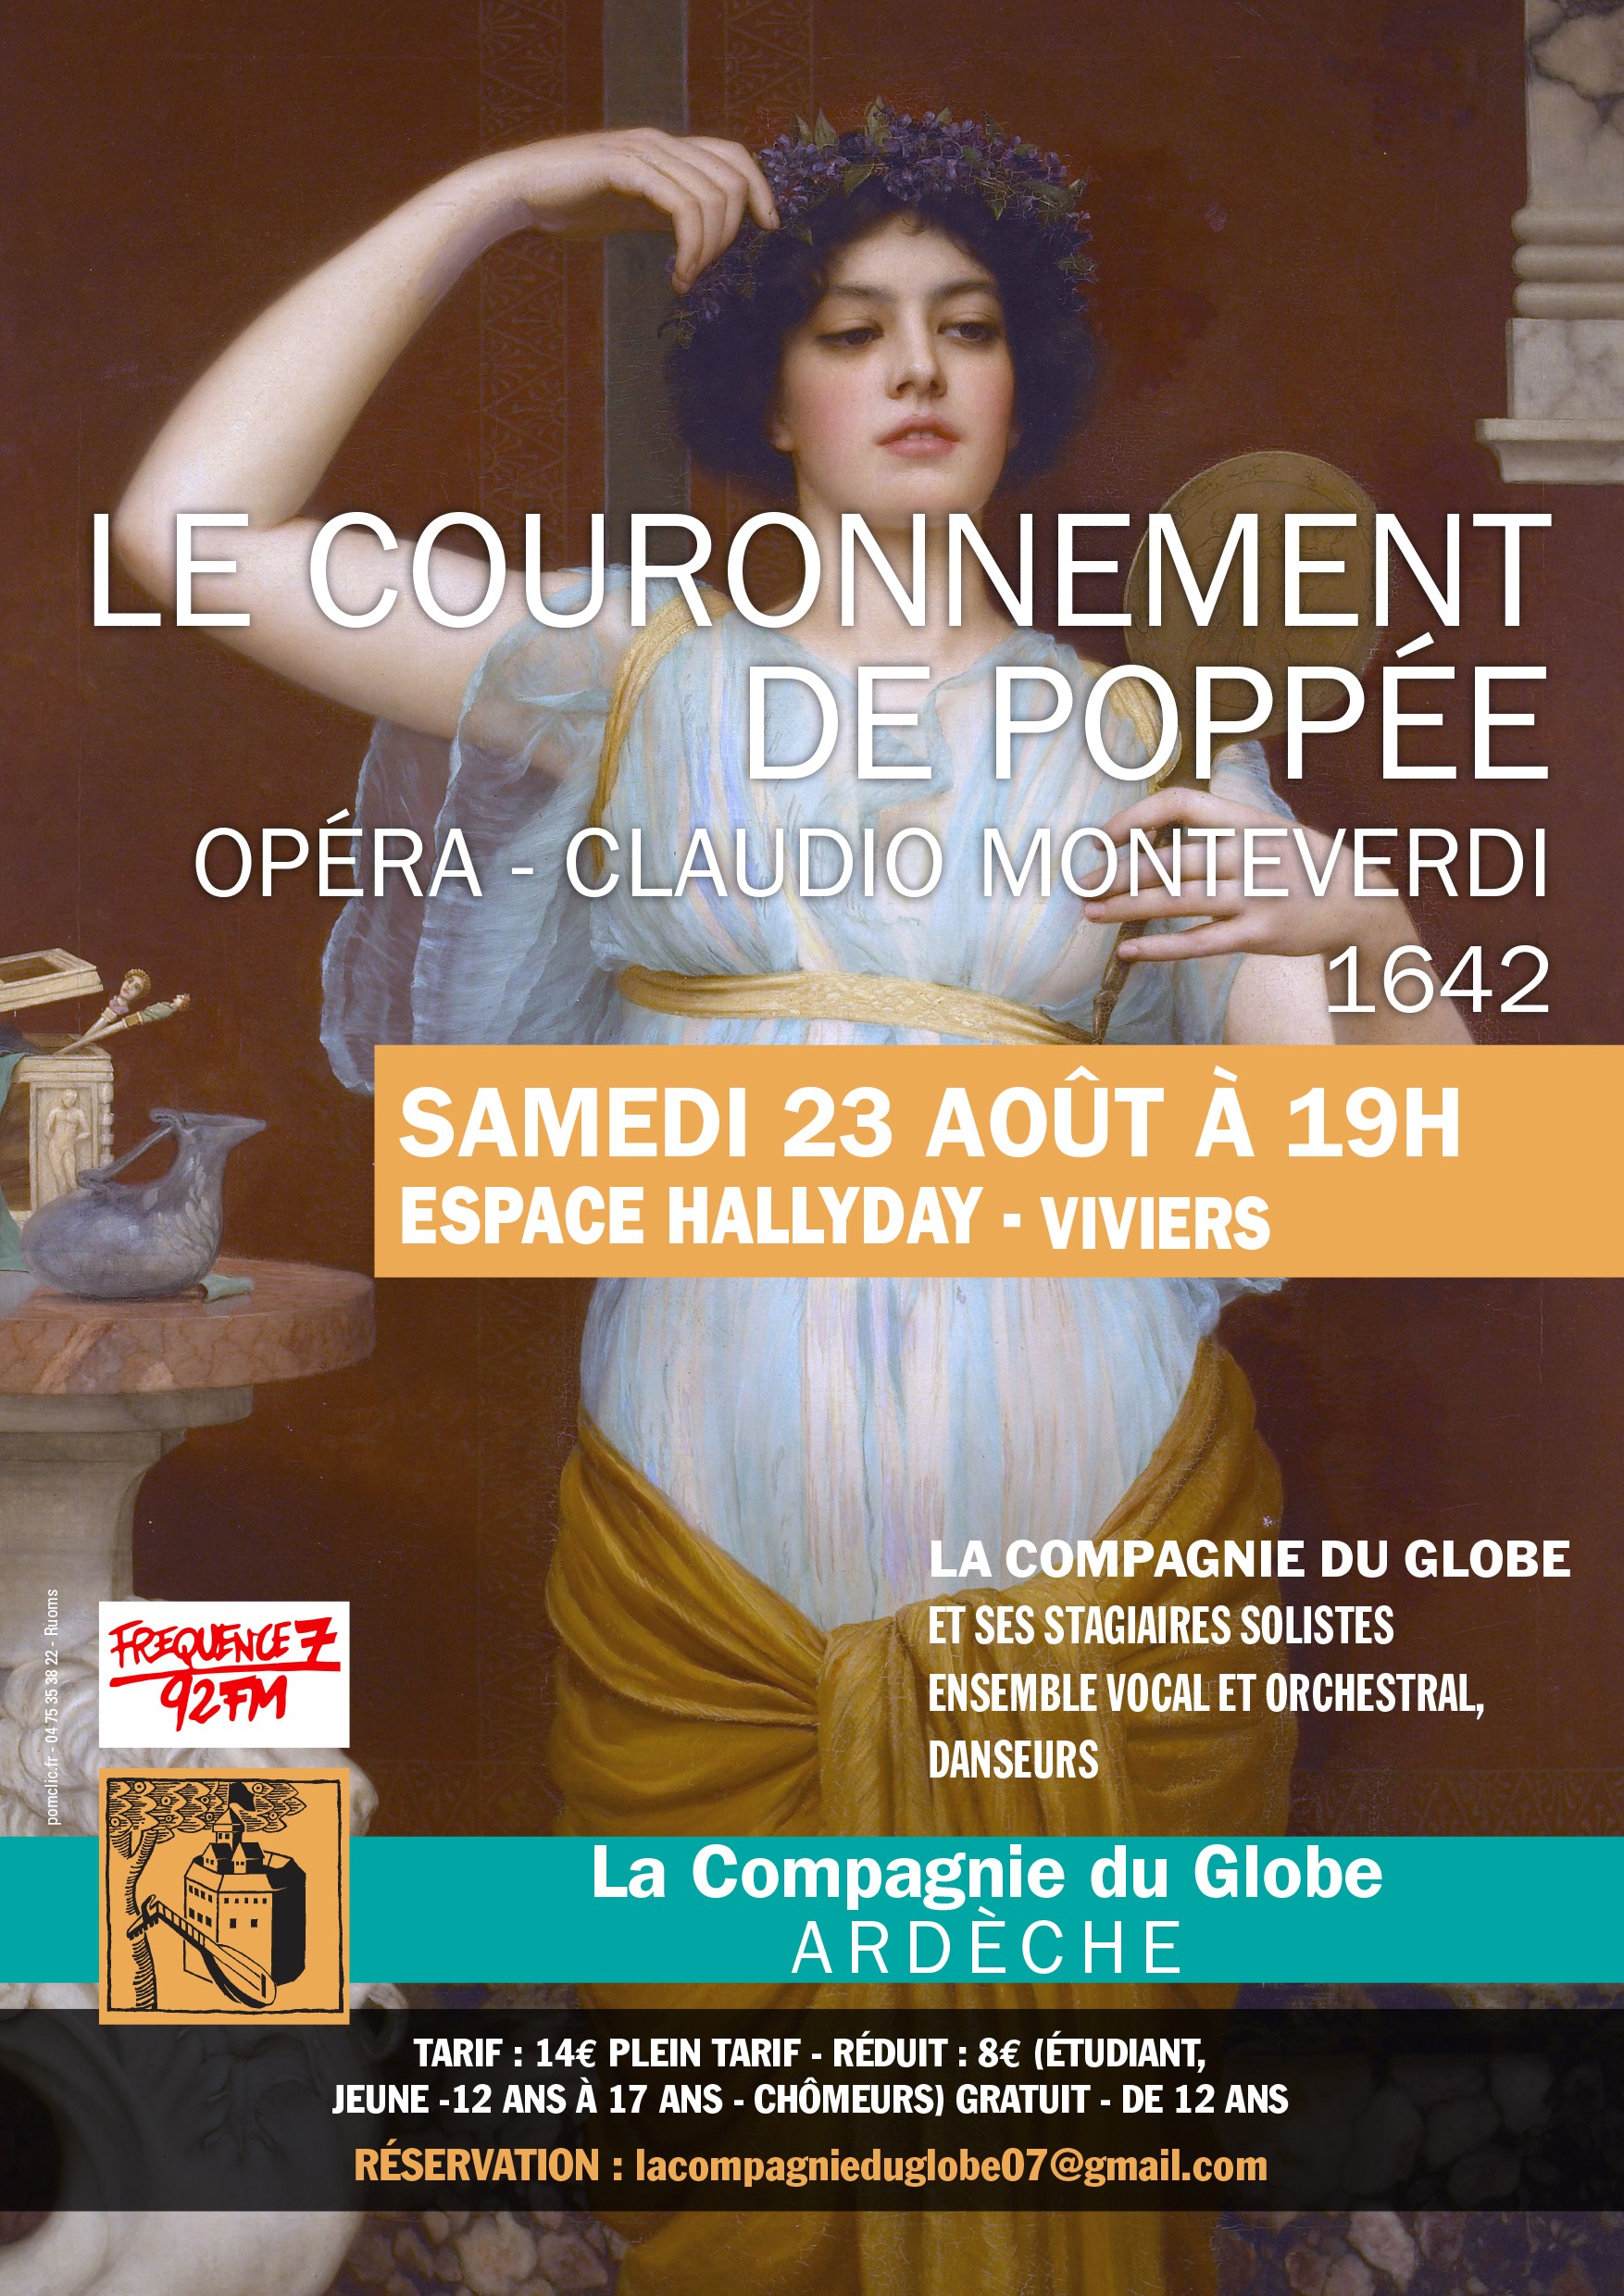 LE COURONNEMENT
DE POPPÉE
OPÉRA - CLAUDIO MONTEVERDI
1642
SAMEDI 23 AOÛT À 19H
ESPACE HALLYDAY - VIVIERS
LA COMPAGNIE DU GLOBE
ET SES STAGIAIRES SOLISTES
ENSEMBLE VOCAL ET ORCHESTRAL,
DANSEURS
pomclic.fr - 04 75 35 38 22 - Ruoms
FREQUENCE 7
92FM
La Compagnie du Globe
ARDÈCHE
TARIF : 14€ PLEIN TARIF - RÉDUIT : 8€ (ÉTUDIANT,
JEUNE -12 ANS À 17 ANS - CHÔMEURS) GRATUIT - DE 12 ANS
RÉSERVATION : lacompagnieduglobe07@gmail.com